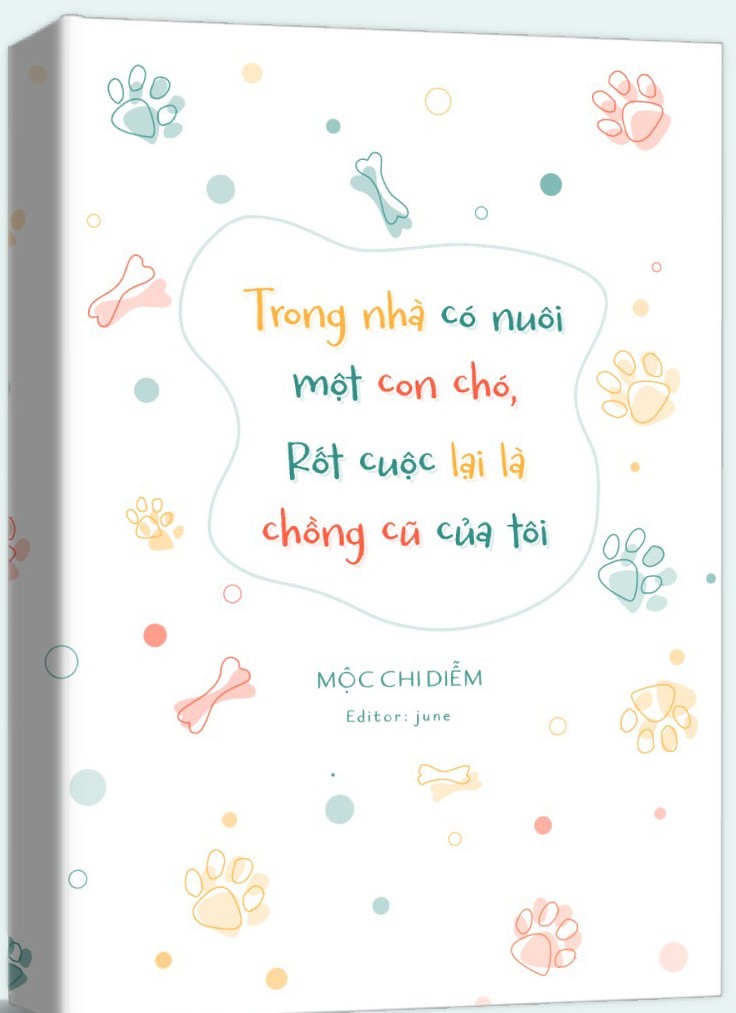 Trong nhà có nuôi
một con chó,
Rốt cuộc lại là
chồng cũ của tôi
MỘC CHI DIỄM
Editor: june